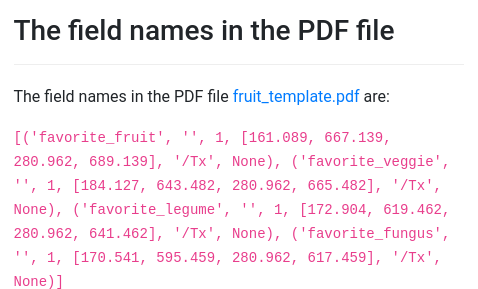 The field names in the PDF file
The field names in the PDF file fruit_template.pdf are:
[('favorite_fruit', '', 1, [161.089, 667.139,
280.962, 689.139], '/Tx', None), ('favorite_veggie',
'', 1, [184.127, 643.482, 280.962, 665.482], '/Tx',
None), ('favorite_legume', '', 1, [172.904, 619.462,
280.962, 641.462], '/Tx', None), ('favorite_fungus',
'', 1, [170.541, 595.459, 280.962, 617.459], '/Tx',
None)]